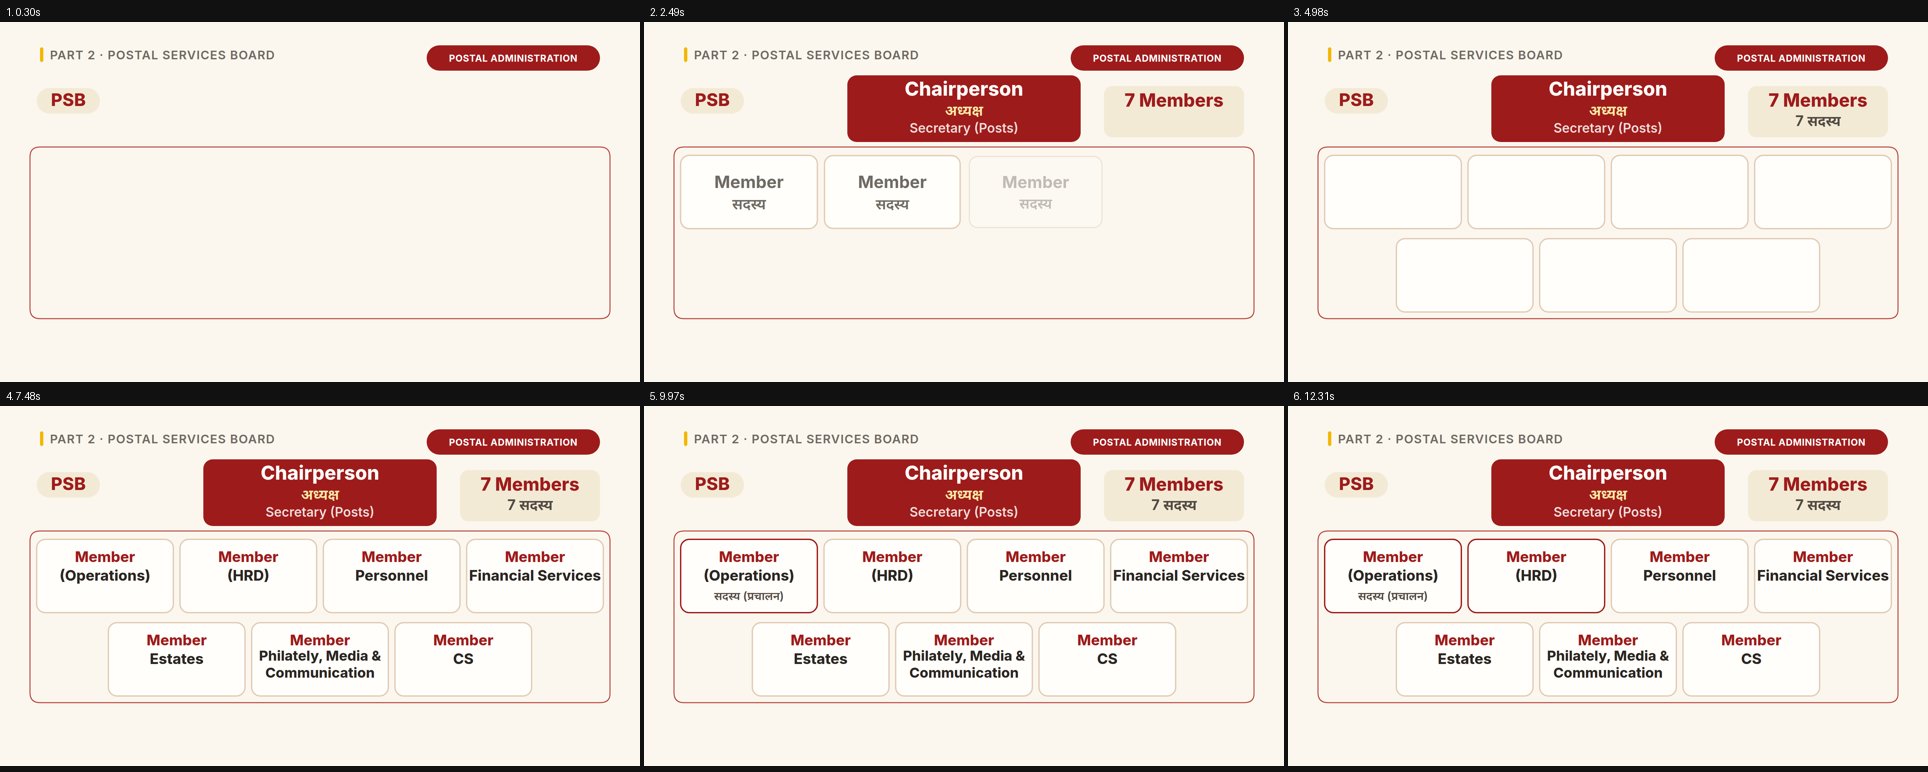 1. 0.30s
PART 2 · POSTAL SERVICES BOARD
POSTAL ADMINISTRATION
PSB
2. 2.49s
PART 2 · POSTAL SERVICES BOARD
POSTAL ADMINISTRATION
PSB
Chairperson
अध्यक्ष
Secretary (Posts)
7 Members
Member
सदस्य
Member
सदस्य
Member
सदस्य
3. 4.98s
PART 2 · POSTAL SERVICES BOARD
POSTAL ADMINISTRATION
PSB
Chairperson
अध्यक्ष
Secretary (Posts)
7 Members
7 सदस्य
4. 7.48s
PART 2 · POSTAL SERVICES BOARD
POSTAL ADMINISTRATION
PSB
Chairperson
अध्यक्ष
Secretary (Posts)
7 Members
7 सदस्य
Member
(Operations)
Member
(HRD)
Member
Personnel
Member
Financial Services
Member
Estates
Member
Philately, Media &
Communication
Member
CS
5. 9.97s
PART 2 · POSTAL SERVICES BOARD
POSTAL ADMINISTRATION
PSB
Chairperson
अध्यक्ष
Secretary (Posts)
7 Members
7 सदस्य
Member
(Operations)
सदस्य (प्रचालन)
Member
(HRD)
Member
Personnel
Member
Financial Services
Member
Estates
Member
Philately, Media &
Communication
Member
CS
6. 12.31s
PART 2 · POSTAL SERVICES BOARD
POSTAL ADMINISTRATION
PSB
Chairperson
अध्यक्ष
Secretary (Posts)
7 Members
7 सदस्य
Member
(Operations)
सदस्य (प्रचालन)
Member
(HRD)
Member
Personnel
Member
Financial Services
Member
Estates
Member
Philately, Media &
Communication
Member
CS